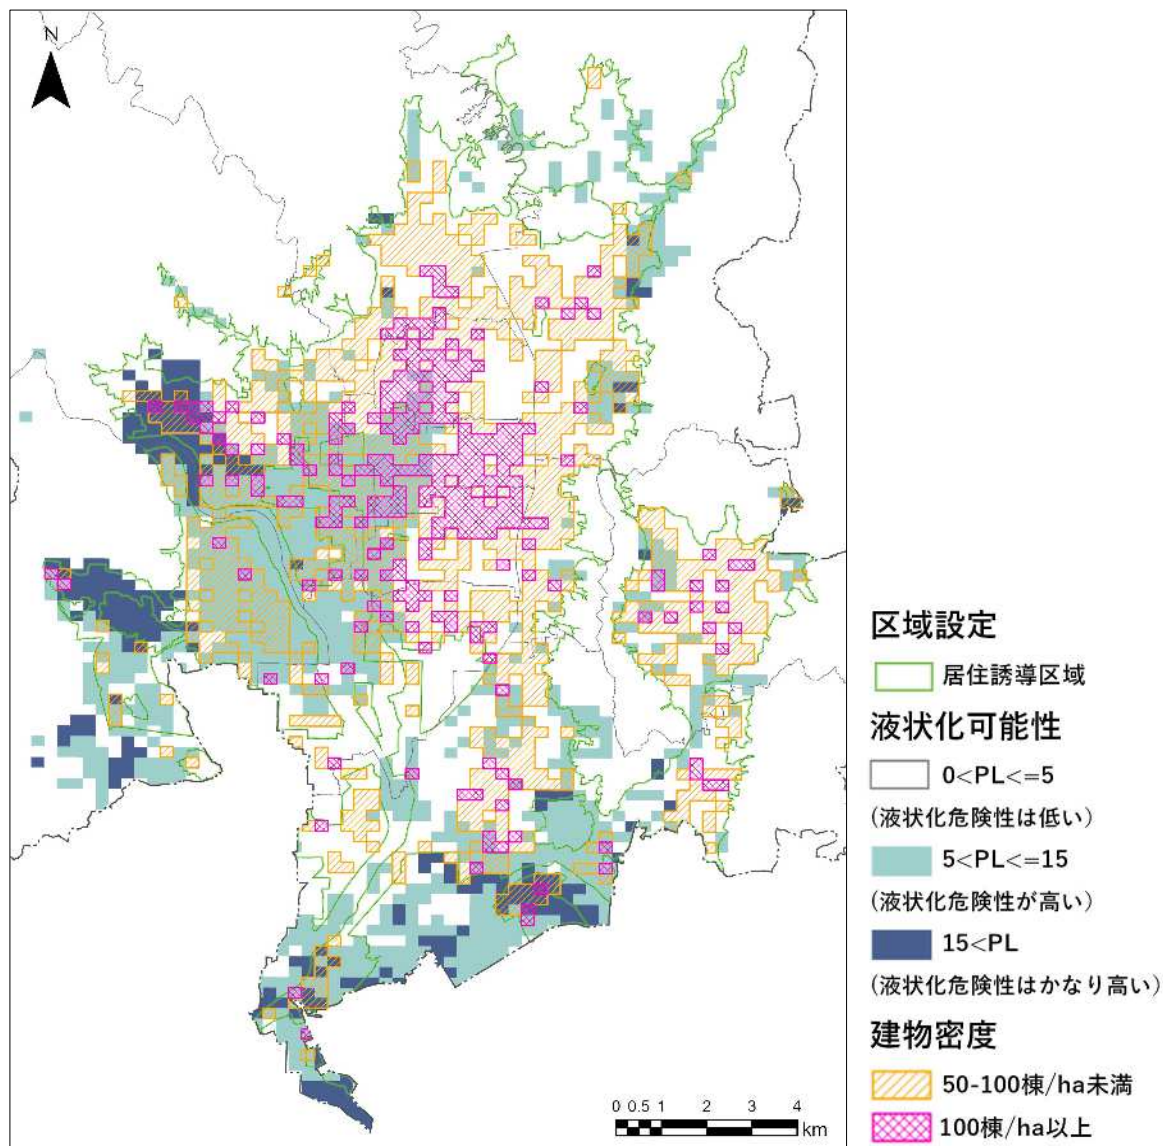 N
区域設定
居住誘導区域
液状化可能性
0<PL<=5
(液状化危険性は低い)
5<PL<=15
(液状化危険性が高い)
15<PL
(液状化危険性はかなり高い)
建物密度
50-100棟/ha未満
100棟/ha以上
0 0.5 1 2 3 4
km